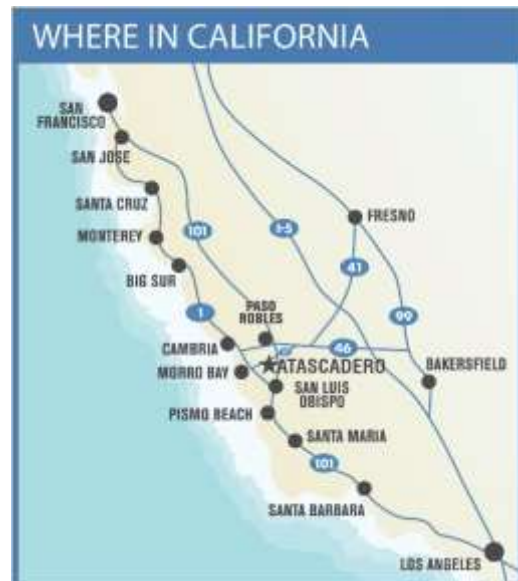 WHERE IN CALIFORNIA
SAN
FRANCISCO
SAN JOSE
SANTA CRUZ
MONTEREY
BIG SUR
101
I-5
FRESNO
41
99
1
PASO
ROBLES
CAMBRIA
46
MORRO BAY
ATASCADERO
BAKERSFIELD
SAN LUIS
OBISPO
PISMO BEACH
SANTA MARIA
101
SANTA BARBARA
LOS ANGELES